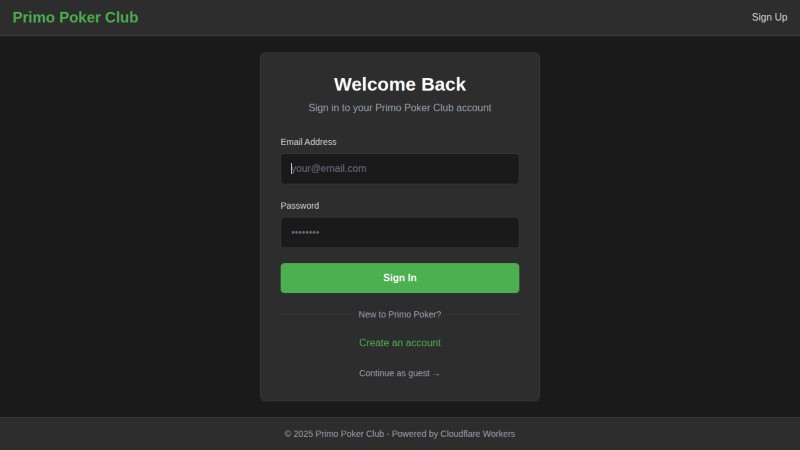 Primo Poker Club
Sign Up
Welcome Back
Sign in to your Primo Poker Club account
Email Address
your@email.com
Password
••••••••
Sign In
New to Primo Poker?
Create an account
Continue as guest →
© 2025 Primo Poker Club - Powered by Cloudflare Workers